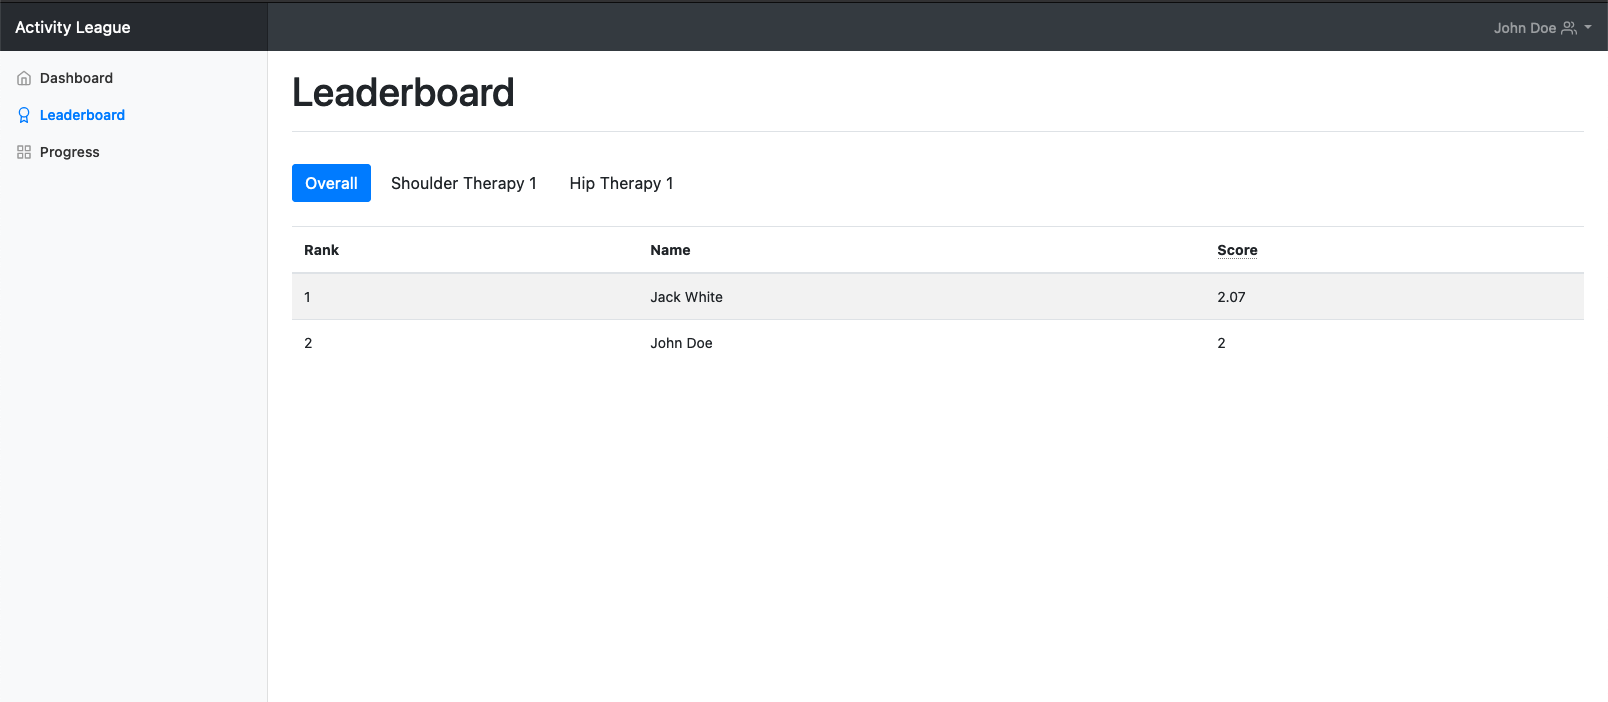 Activity League
John Doe
Dashboard
Leaderboard
Progress
Leaderboard
Overall Shoulder Therapy 1 Hip Therapy 1
Rank Name Score
1 Jack White 2.07
2 John Doe 2